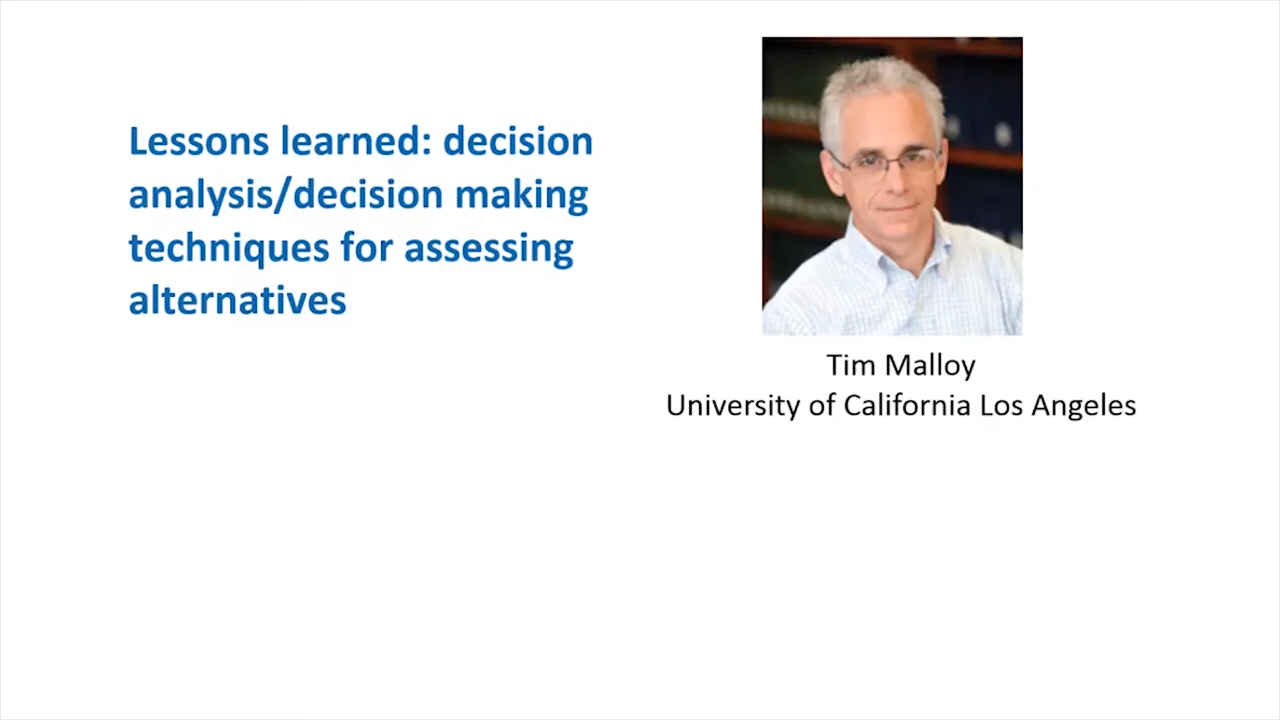 Lessons learned: decision
analysis/decision making
techniques for assessing
alternatives
Tim Malloy
University of California Los Angeles